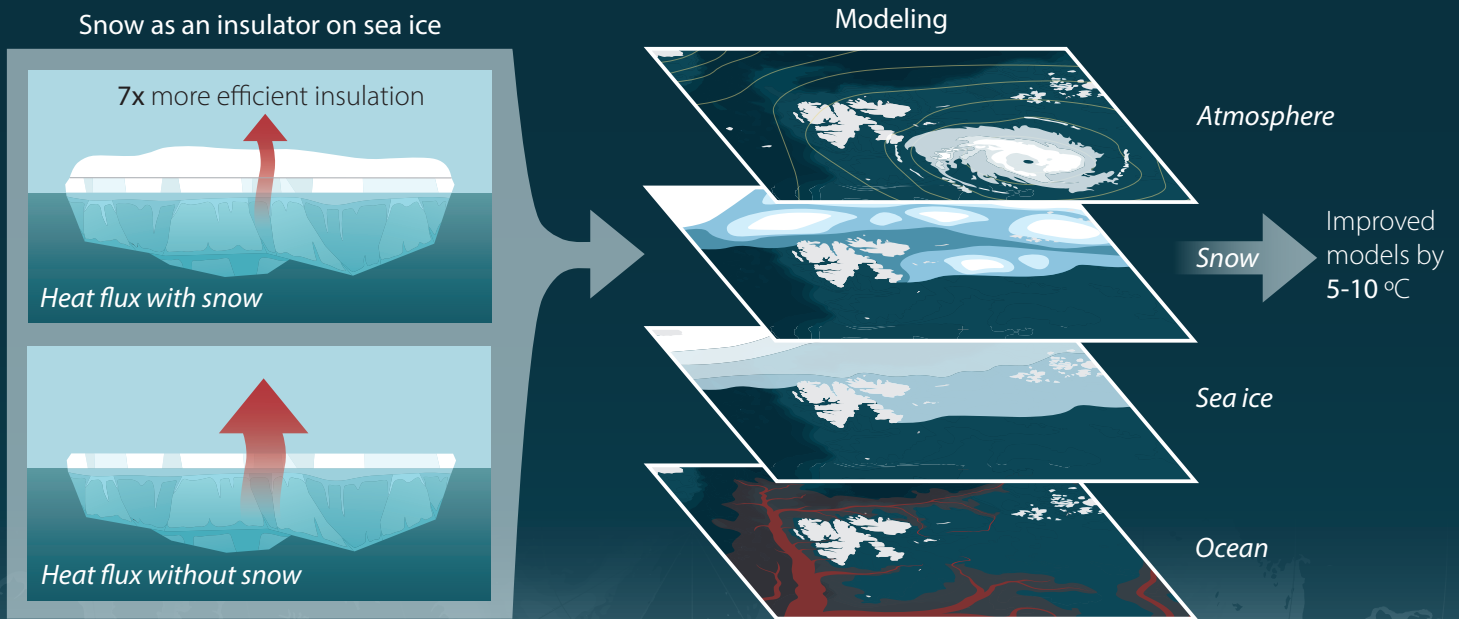 Snow as an insulator on sea ice
7x more efficient insulation
Heat flux with snow
Heat flux without snow
Modeling
Atmosphere
Snow
Sea ice
Ocean
Improved
models by
5-10 ºC